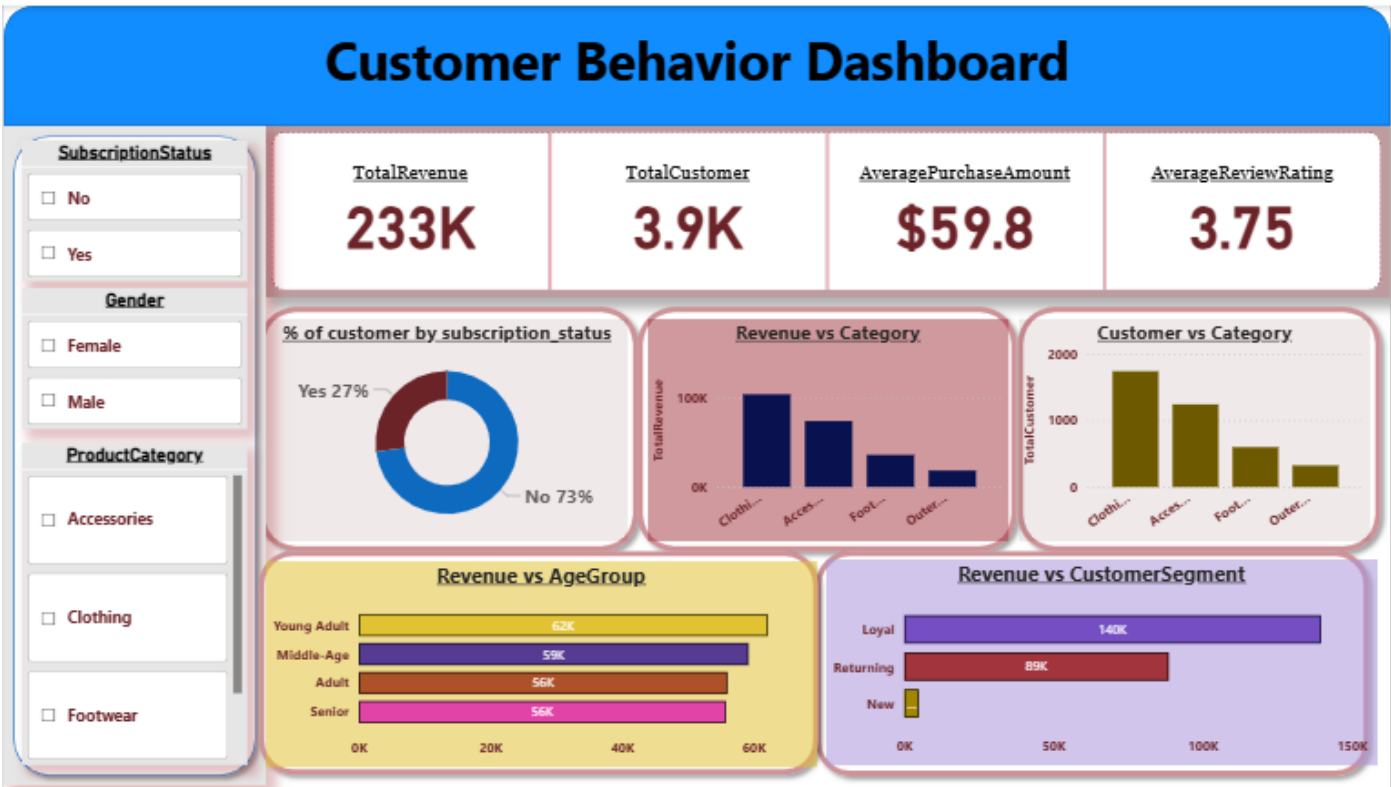 Customer Behavior Dashboard
SubscriptionStatus
No
Yes
Gender
Female
Male
ProductCategory
Accessories
Clothing
Footwear
TotalRevenue
233K
TotalCustomer
3.9K
AveragePurchaseAmount
$59.8
AverageReviewRating
3.75
% of customer by subscription_status
Yes 27%
No 73%
Revenue vs Category
TotalRevenue
100K
0K
Clothi...
Acces...
Foot...
Outer...
Customer vs Category
TotalCustomer
2000
1000
0
Clothi...
Acces...
Foot...
Outer...
Revenue vs AgeGroup
Young Adult 62K
Middle-Age 59K
Adult 56K
Senior 56K
0K 20K 40K 60K
Revenue vs CustomerSegment
Loyal 140K
Returning 89K
New ...
0K 50K 100K 150K